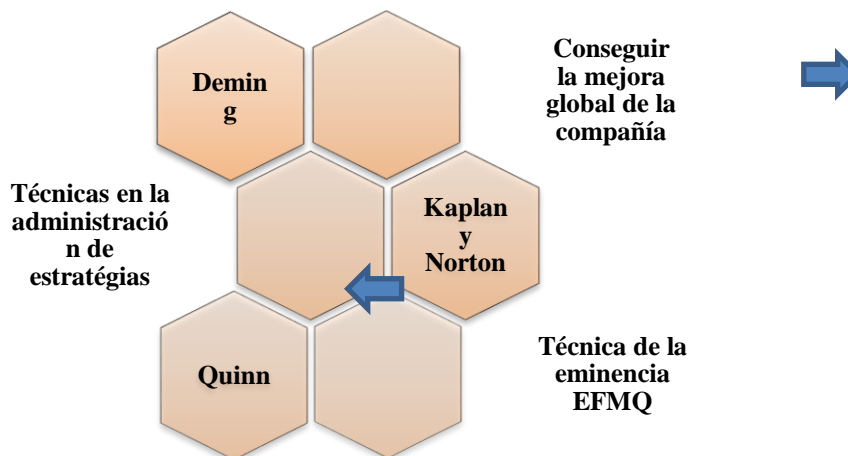 Demin
g
Conseguir
la mejora
global de la
compañía
Técnicas en la
administració
n de
estratégias
Kaplan
y
Norton
Quinn
Técnica de la
eminencia
EFMQ